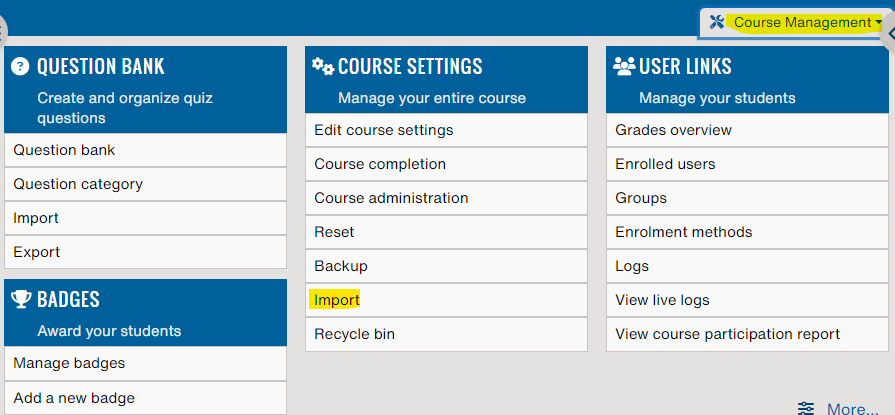 Course Management
QUESTION BANK
Create and organize quiz
questions
Question bank
Question category
Import
Export
BADGES
Award your students
Manage badges
Add a new badge
COURSE SETTINGS
Manage your entire course
Edit course settings
Course completion
Course administration
Reset
Backup
Import
Recycle bin
USER LINKS
Manage your students
Grades overview
Enrolled users
Groups
Enrolment methods
Logs
View live logs
View course participation report
More...